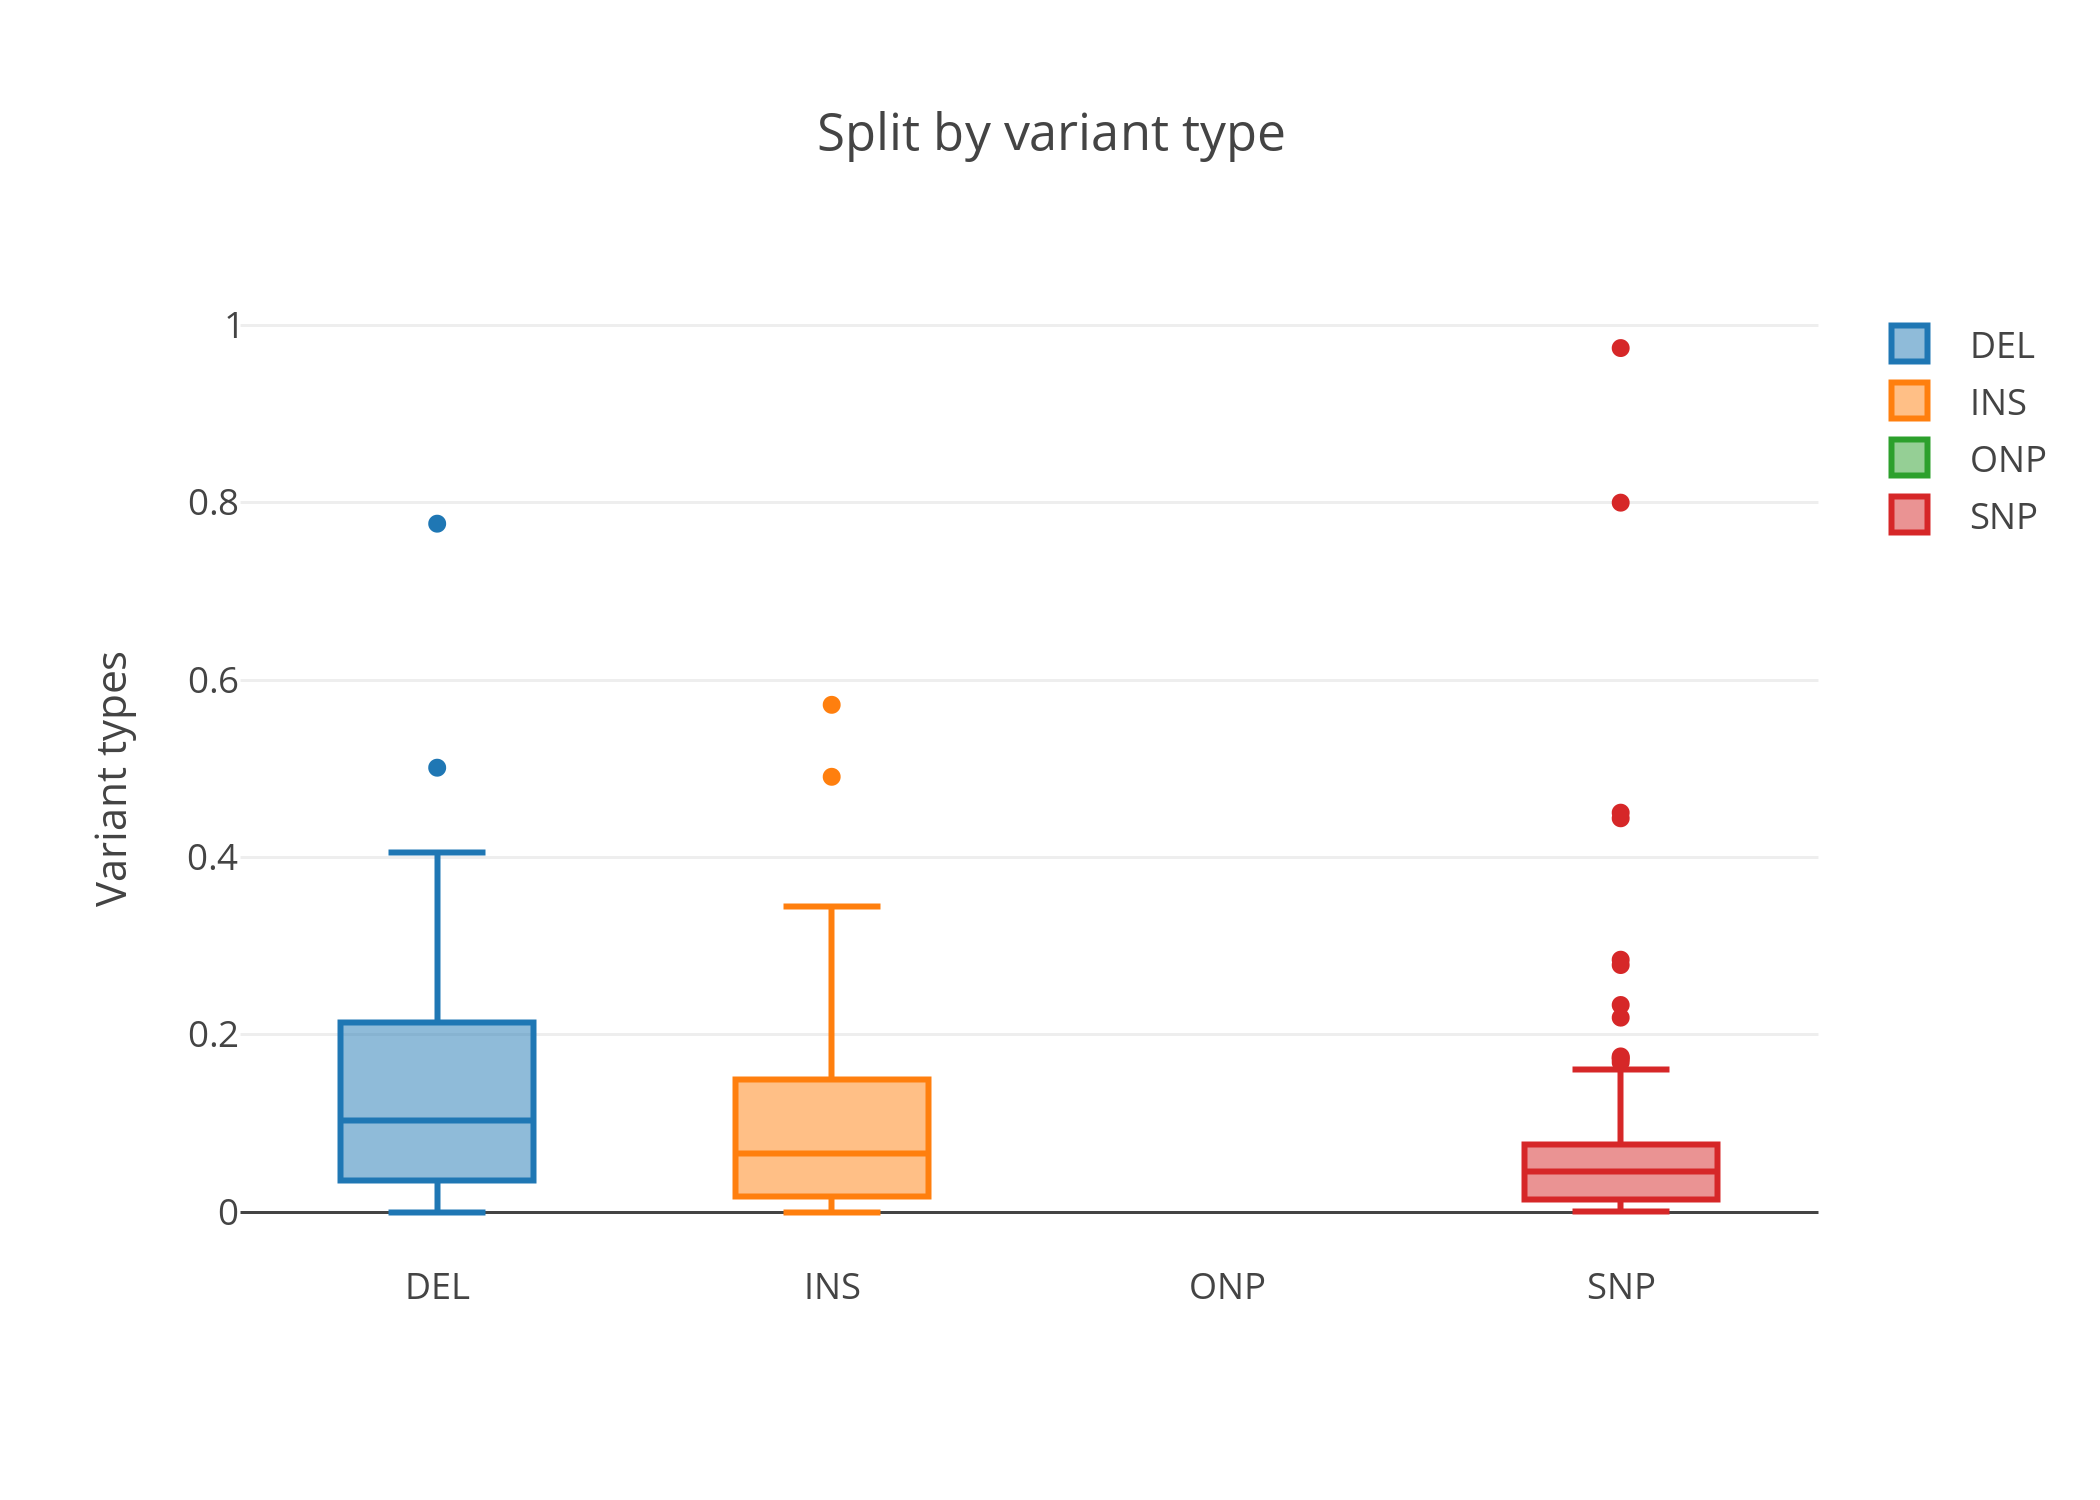 Split by variant type
Variant types
1
0.8
0.6
0.4
0.2
0
DEL
INS
ONP
SNP
DEL
INS
ONP
SNP